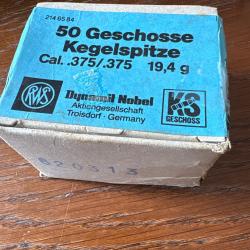 214 65 84
50 Geschosse
Kegelspitze
Cal. .375/.375 19,4 g
RWS
Dynamit Nobel
Aktiengesellschaft
Troisdorf · Germany
KS
GESCHOSS